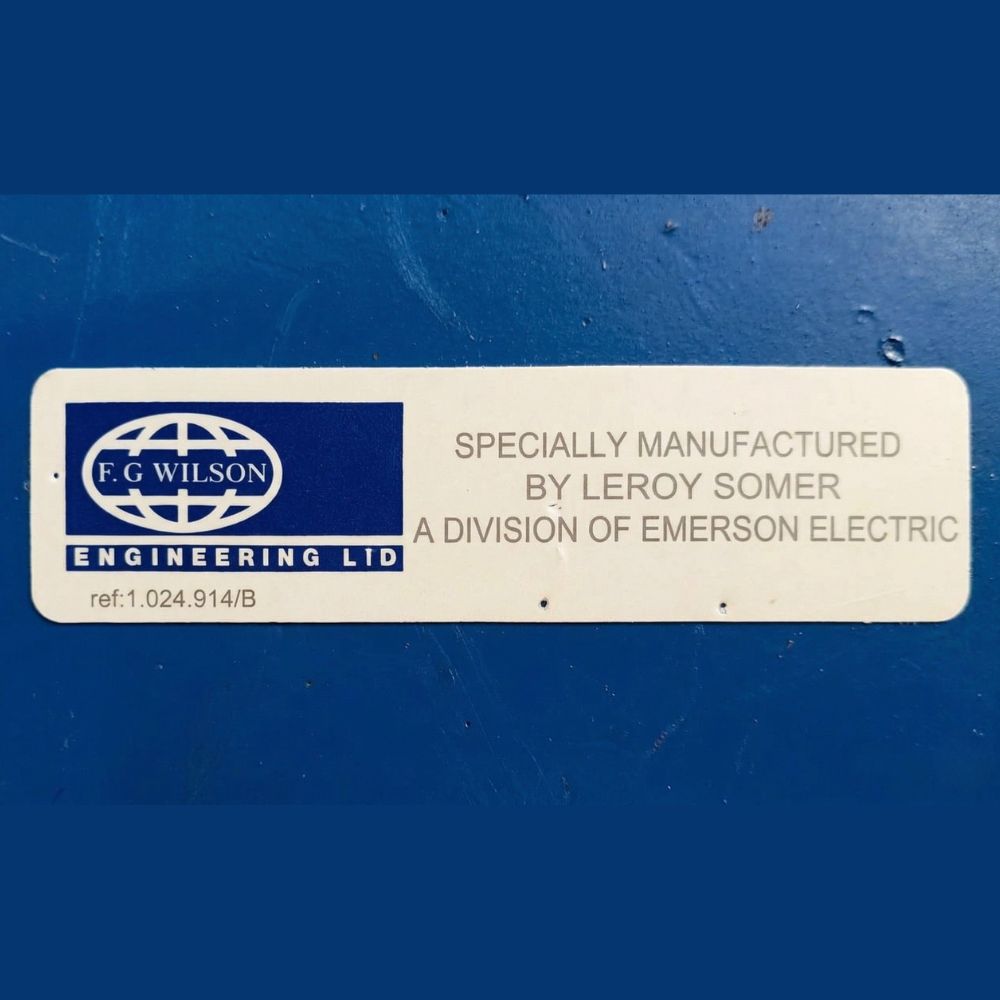 F. G WILSON
ENGINEERING LTD
ref:1.024.914/B
SPECIALLY MANUFACTURED
BY LEROY SOMER
A DIVISION OF EMERSON ELECTRIC